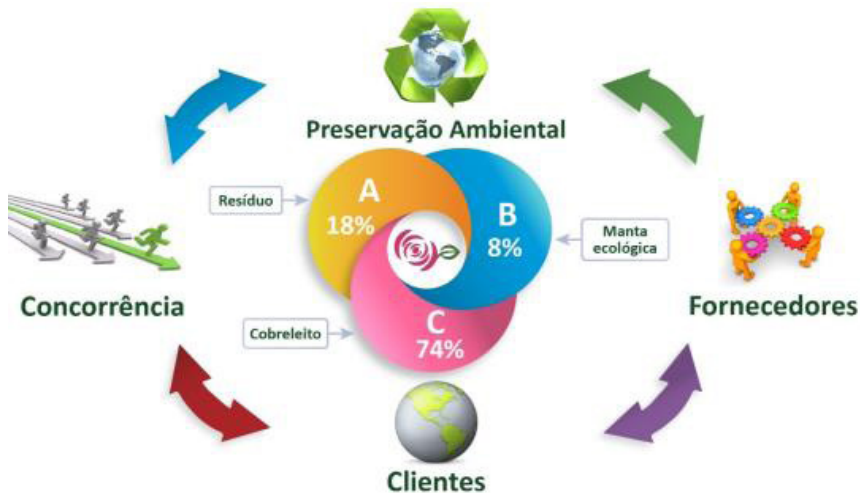 Preservação Ambiental
Resíduo
A
18%
B
8%
Manta
ecológica
Concorrência
Fornecedores
Cobreleito
C
74%
Clientes